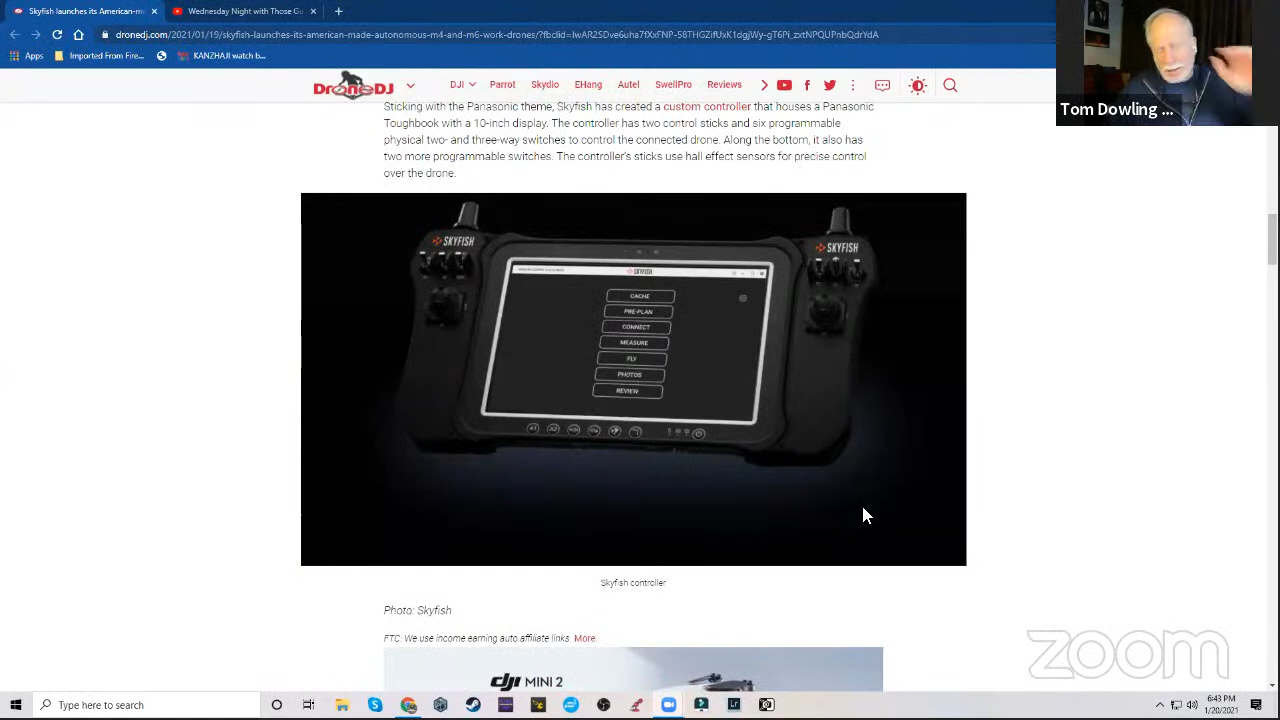 Skyfish launches its American-ma
Wednesday Night with Those Gu
dronedj.com/2021/01/19/skyfish-launches-its-american-made-autonomous-m4-and-m6-work-drones/?fbclid=
Apps
Imported From Fire...
KANZHAJI watch b...
DroneDJ
DJI
Parrot
Skydio
EHang
Autel
SwellPro
Reviews
Tom Dowling ...
Sticking with the Panasonic theme, Skyfish has created a custom controller that houses a Panasonic
with a 10-inch display. The controller has two control sticks and six programmable
physical two- and three-way switches to control the connected drone. Along the bottom, it also has
two more programmable switches. The controller's sticks use hall effect sensors for precise control
over the drone.
SKYFISH
SKYFISH
SKYFISH
CACHE
PRE-PLAN
CONNECT
MEASURE
FLY
PHOTOS
REVIEW
A1
A2
Skyfish controller
Photo: Skyfish
FTC: We use income earning auto affiliate links. More.
dji MINI 2
zoom
Type here to search
6:43 PM
1/20/2021